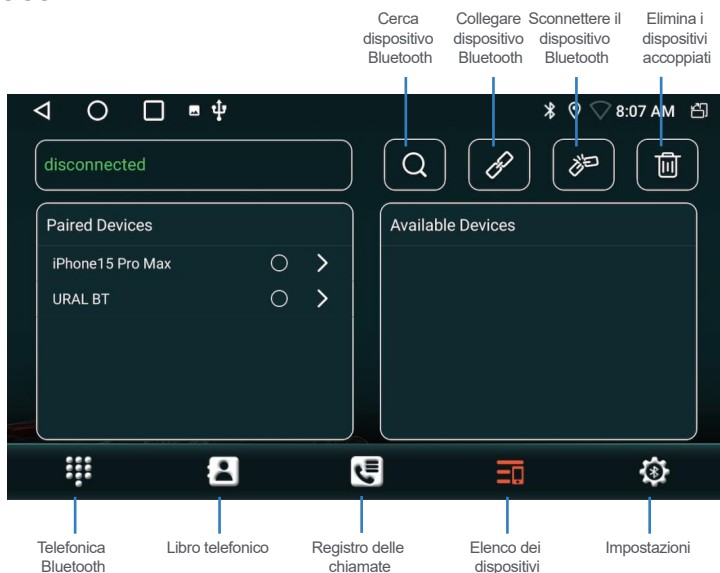 Cerca
dispositivo
Bluetooth
Collegare
dispositivo
Bluetooth
Sconnettere il
dispositivo
Bluetooth
Elimina i
dispositivi
accoppiati
8:07 AM
disconnected
Paired Devices
iPhone15 Pro Max
URAL BT
Available Devices
Telefonica
Bluetooth
Libro telefonico
Registro delle
chiamate
Elenco dei
dispositivi
Impostazioni